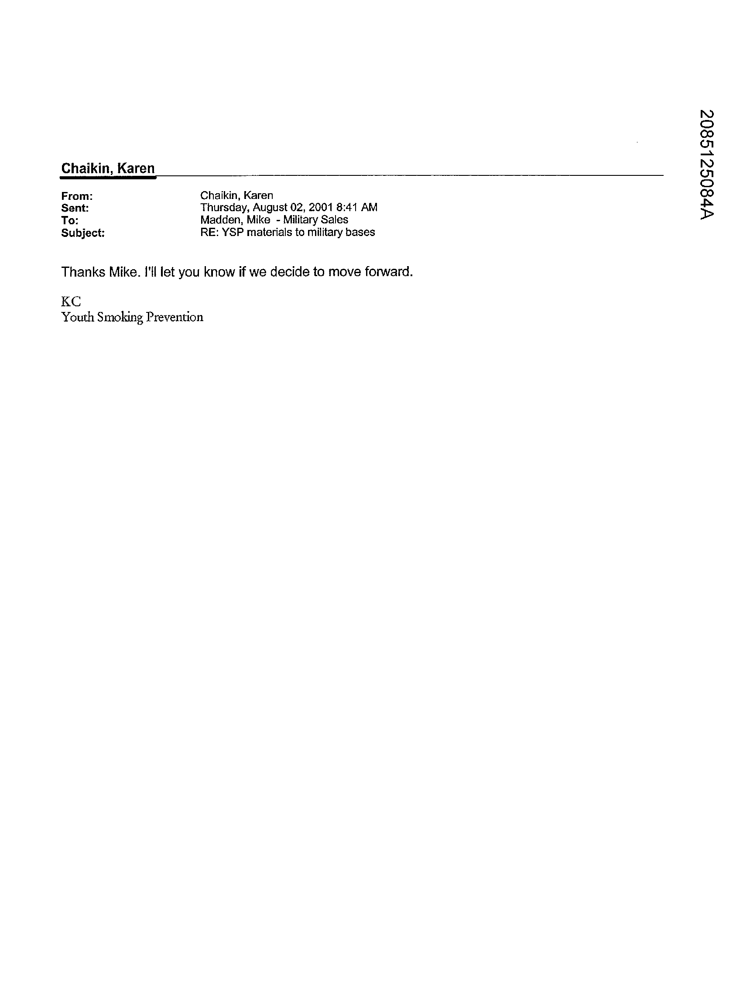 2085125084A
Chaikin, Karen
From: Chaikin, Karen
Sent: Thursday, August 02, 2001 8:41 AM
To: Madden, Mike - Military Sales
Subject: RE: YSP materials to military bases
Thanks Mike. I'll let you know if we decide to move forward.
KC
Youth Smoking Prevention